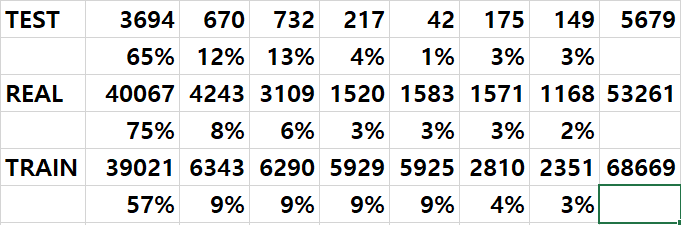 TEST 3694 670 732 217 42 175 149 5679
65% 12% 13% 4% 1% 3% 3%
REAL 40067 4243 3109 1520 1583 1571 1168 53261
75% 8% 6% 3% 3% 3% 2%
TRAIN 39021 6343 6290 5929 5925 2810 2351 68669
57% 9% 9% 9% 9% 4% 3%